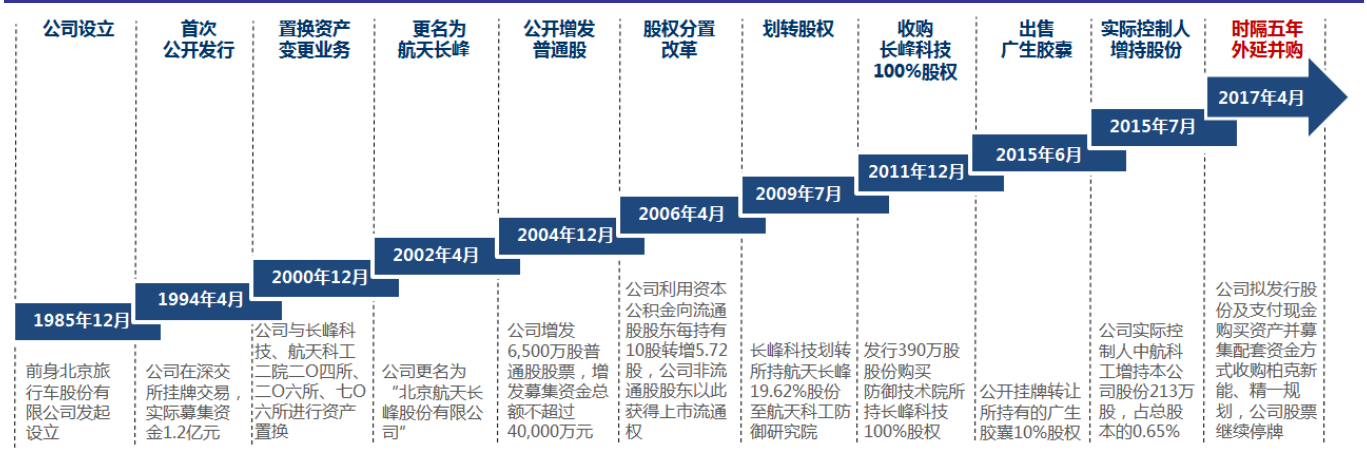 公司设立
首次
公开发行
置换资产
变更业务
更名为
航天长峰
公开增发
普通股
股权分置
改革
划转股权
收购
长峰科技
100%股权
出售
广生胶囊
实际控制人
增持股份
时隔五年
外延并购
1985年12月
1994年4月
2000年12月
2002年4月
2004年12月
2006年4月
2009年7月
2011年12月
2015年6月
2015年7月
2017年4月
前身北京旅
行车股份有
限公司发起
设立
公司在深交
所挂牌交易，
实际募集资
金1.2亿元
公司与长峰科
技、航天科工
二院二O四所、
二O六所、七O
六所进行资产
置换
公司更名为
“北京航天长
峰股份有限公
司”
公司增发
6,500万股普
通股股票，增
发募集资金总
额不超过
40,000万元
公司利用资本
公积金向流通
股股东每持有
10股转增5.72
股，公司非流
通股股东以此
获得上市流通
权
长峰科技划转
所持航天长峰
19.62%股份
至航天科工防
御研究院
发行390万股
股份购买
防御技术院所
持长峰科技
100%股权
公开挂牌转让
所持有的广生
胶囊10%股权
公司实际控
制人中航科
工增持本公
司股份213万
股，占总股
本的0.65%
公司拟发行股
份及支付现金
购买资产并募
集配套资金方
式收购柏克新
能、精一规
划，公司股票
继续停牌